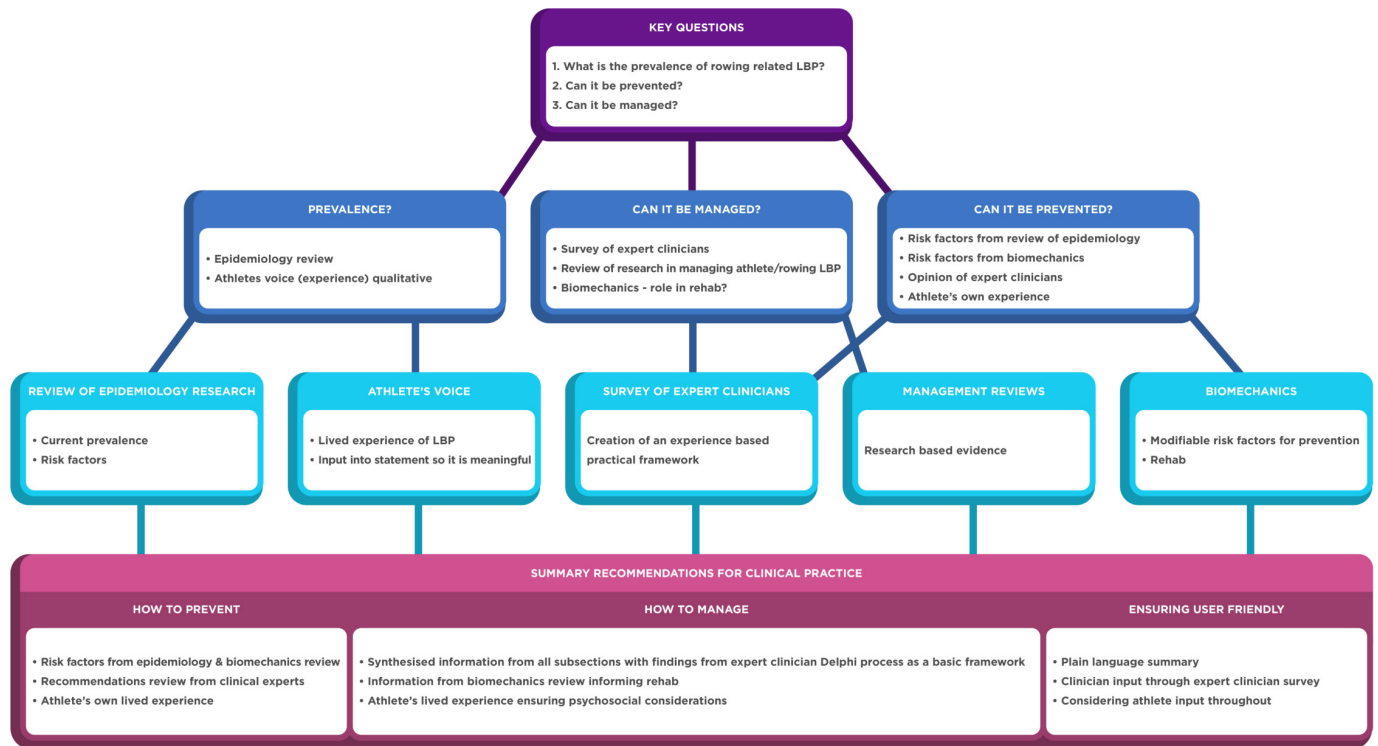 KEY QUESTIONS
1. What is the prevalence of rowing related LBP?
2. Can it be prevented?
3. Can it be managed?
PREVALENCE?
• Epidemiology review
• Athletes voice (experience) qualitative
CAN IT BE MANAGED?
• Survey of expert clinicians
• Review of research in managing athlete/rowing LBP
• Biomechanics - role in rehab?
CAN IT BE PREVENTED?
• Risk factors from review of epidemiology
• Risk factors from biomechanics
• Opinion of expert clinicians
• Athlete's own experience
REVIEW OF EPIDEMIOLOGY RESEARCH
• Current prevalence
• Risk factors
ATHLETE'S VOICE
• Lived experience of LBP
• Input into statement so it is meaningful
SURVEY OF EXPERT CLINICIANS
Creation of an experience based
practical framework
MANAGEMENT REVIEWS
Research based evidence
BIOMECHANICS
• Modifiable risk factors for prevention
• Rehab
SUMMARY RECOMMENDATIONS FOR CLINICAL PRACTICE
HOW TO PREVENT
• Risk factors from epidemiology & biomechanics review
• Recommendations review from clinical experts
• Athlete's own lived experience
HOW TO MANAGE
• Synthesised information from all subsections with findings from expert clinician Delphi process as a basic framework
• Information from biomechanics review informing rehab
• Athlete's lived experience ensuring psychosocial considerations
ENSURING USER FRIENDLY
• Plain language summary
• Clinician input through expert clinician survey
• Considering athlete input throughout